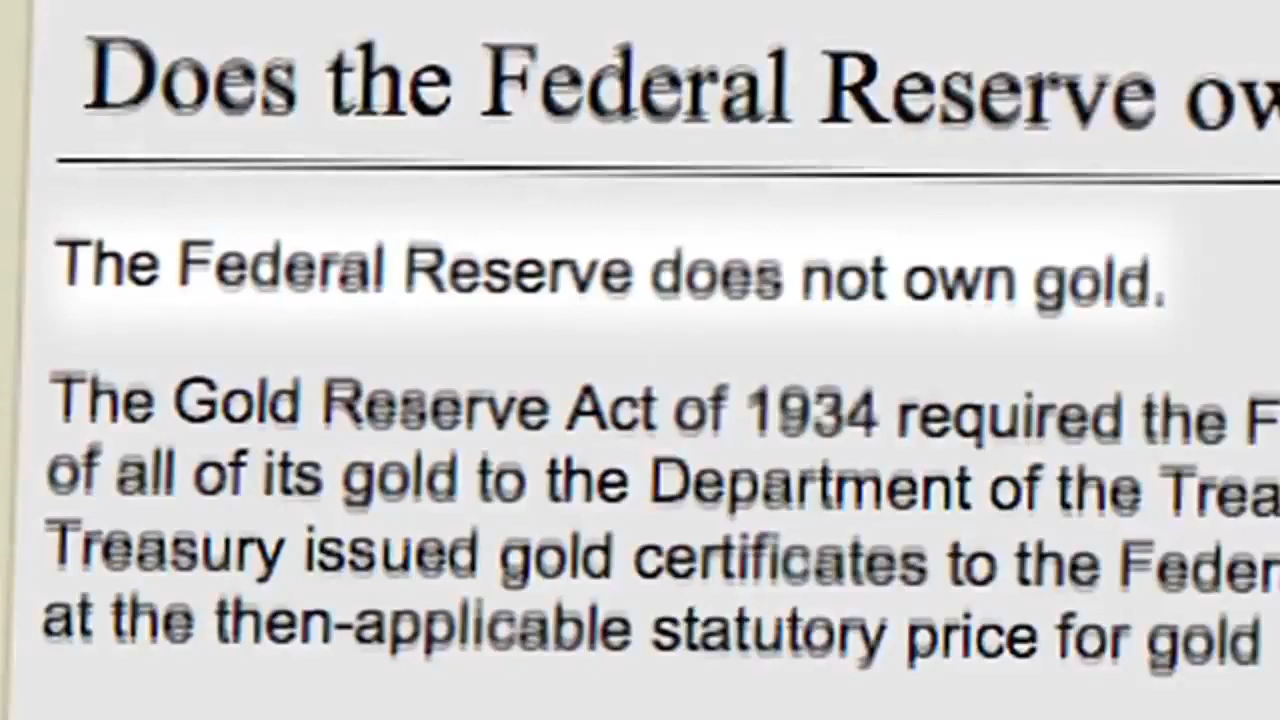 Does the Federal Reserve ow
The Federal Reserve does not own gold.
The Gold Reserve Act of 1934 required the F
of all of its gold to the Department of the Trea
Treasury issued gold certificates to the Feder
at the then-applicable statutory price for gold